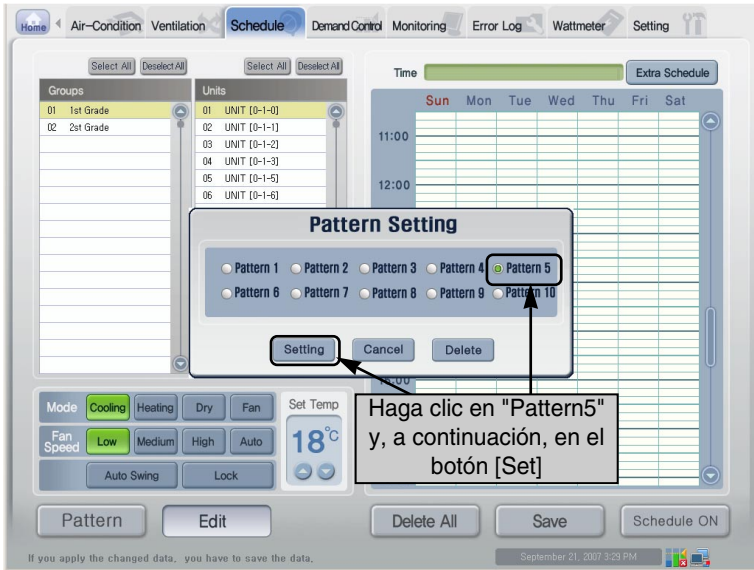 Home Air-Condition Ventilation Schedule Demand Control Monitoring Error Log Wattmeter Setting
Select All Deselect All Select All Deselect All
Time Extra Schedule
Groups Units
Sun Mon Tue Wed Thu Fri Sat
01 1st Grade
02 2st Grade
01 UNIT [0-1-0]
02 UNIT [0-1-1]
03 UNIT [0-1-2]
04 UNIT [0-1-3]
05 UNIT [0-1-5]
06 UNIT [0-1-6]
11:00
12:00
Pattern Setting
Pattern 1 Pattern 2 Pattern 3 Pattern 4 Pattern 5
Pattern 6 Pattern 7 Pattern 8 Pattern 9 Pattern 10
Setting Cancel Delete
Haga clic en "Pattern5"
y, a continuación, en el
botón [Set]
Mode Cooling Heating Dry Fan
Fan Speed Low Medium High Auto
Auto Swing Lock
Set Temp
18°C
Pattern Edit Delete All Save Schedule ON
If you apply the changed data, you have to save the data.
September 21, 2007 3:29 PM